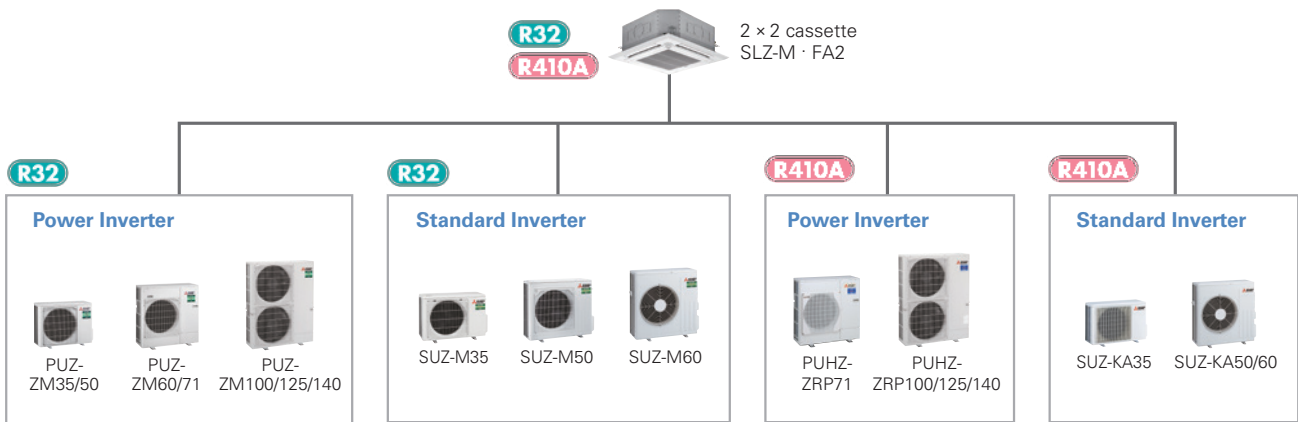 R32
R410A
2 × 2 cassette
SLZ-M · FA2
R32
Power Inverter
PUZ-
ZM35/50
PUZ-
ZM60/71
PUZ-
ZM100/125/140
R32
Standard Inverter
SUZ-M35
SUZ-M50
SUZ-M60
R410A
Power Inverter
PUHZ-
ZRP71
PUHZ-
ZRP100/125/140
R410A
Standard Inverter
SUZ-KA35
SUZ-KA50/60